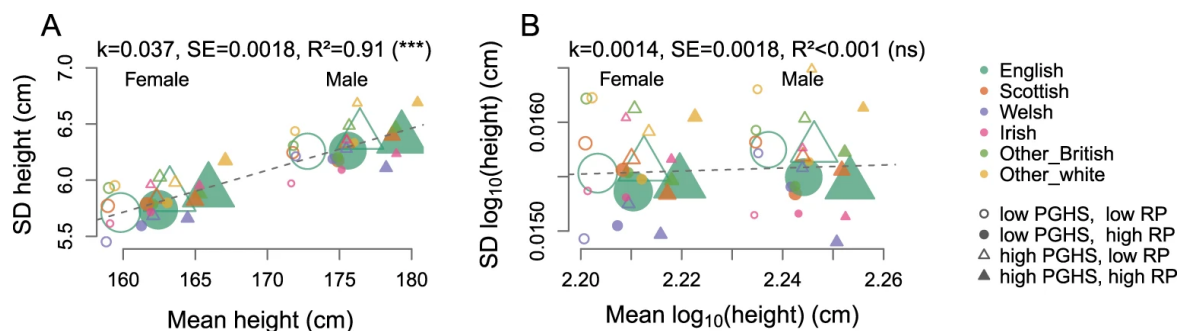 A
k=0.037, SE=0.0018, R²=0.91 (***)
Female
Male
SD height (cm)
7.0
6.5
6.0
5.5
160
165
170
175
180
Mean height (cm)
B
k=0.0014, SE=0.0018, R²<0.001 (ns)
Female
Male
SD log₁₀(height) (cm)
0.0160
0.0150
2.20
2.22
2.24
2.26
Mean log₁₀(height) (cm)
English
Scottish
Welsh
Irish
Other_British
Other_white
low PGHS, low RP
low PGHS, high RP
high PGHS, low RP
high PGHS, high RP